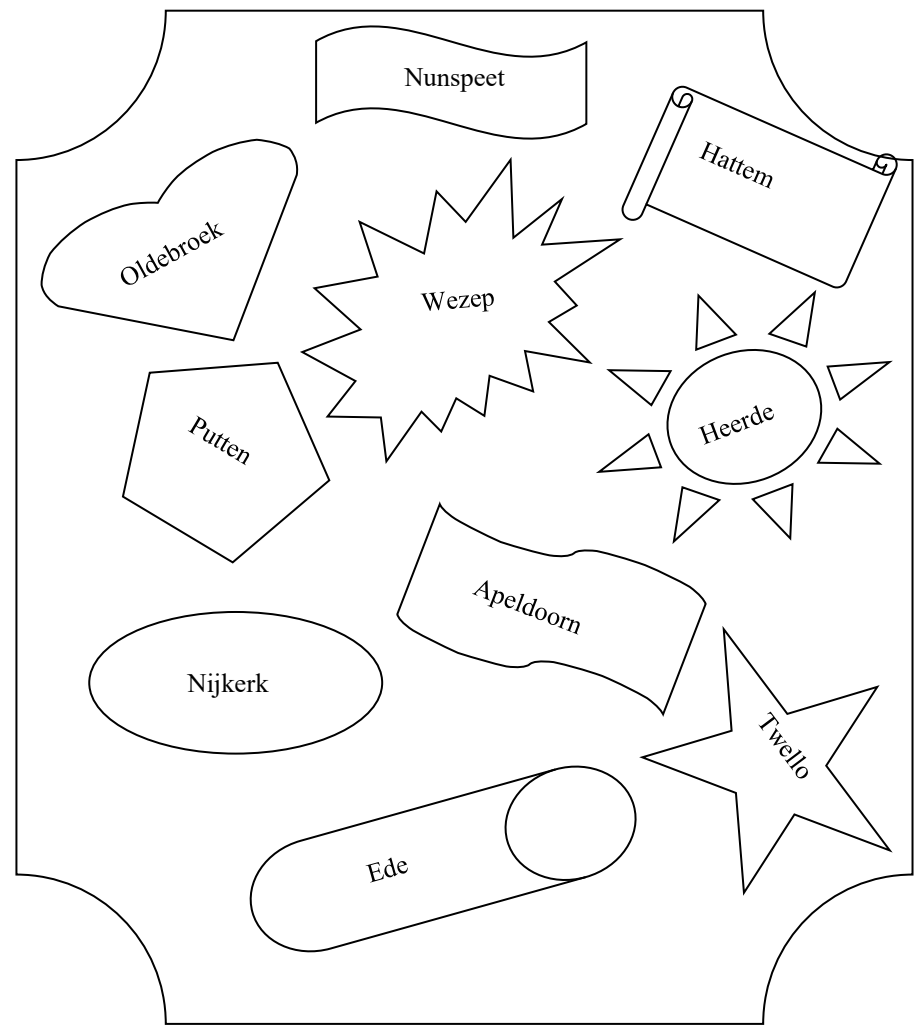 Nunspeet
Hattem
Oldebroek
Wezep
Heerde
Putten
Apeldoorn
Nijkerk
Twello
Ede